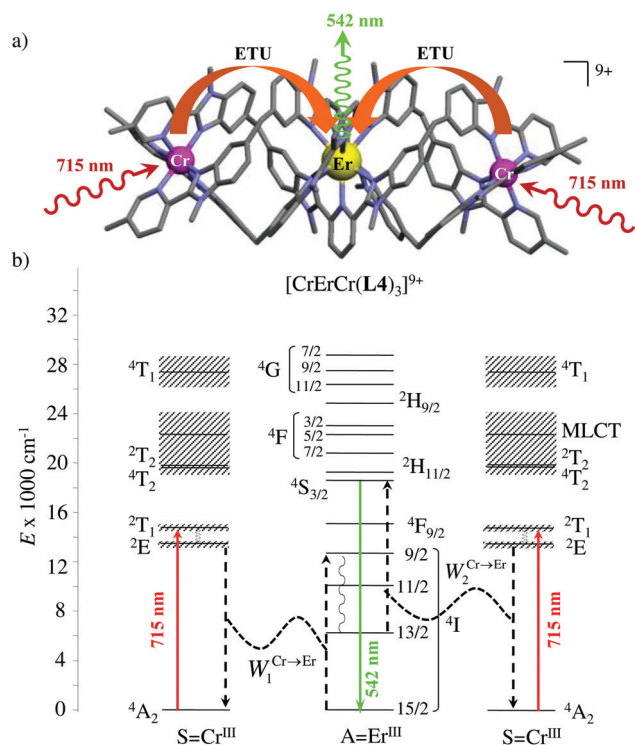 a)
542 nm
ETU
ETU
9+
Cr
Er
Cr
715 nm
715 nm
b)
[CrErCr(L4)₃]⁹⁺
E x 1000 cm⁻¹
32
28
24
20
16
12
8
4
0
⁴T₁
²T₂
⁴T₂
²T₁
²E
⁴A₂
715 nm
S=Crᴵᴵᴵ
W₁ Cr→Er
⁴G
7/2
9/2
11/2
²H₉/₂
⁴F
3/2
5/2
7/2
²H₁₁/₂
⁴S₃/₂
⁴F₉/₂
9/2
11/2
13/2
15/2
⁴I
542 nm
A=Erᴵᴵᴵ
W₂ Cr→Er
⁴T₁
MLCT
²T₂
⁴T₂
²T₁
²E
715 nm
⁴A₂
S=Crᴵᴵᴵ